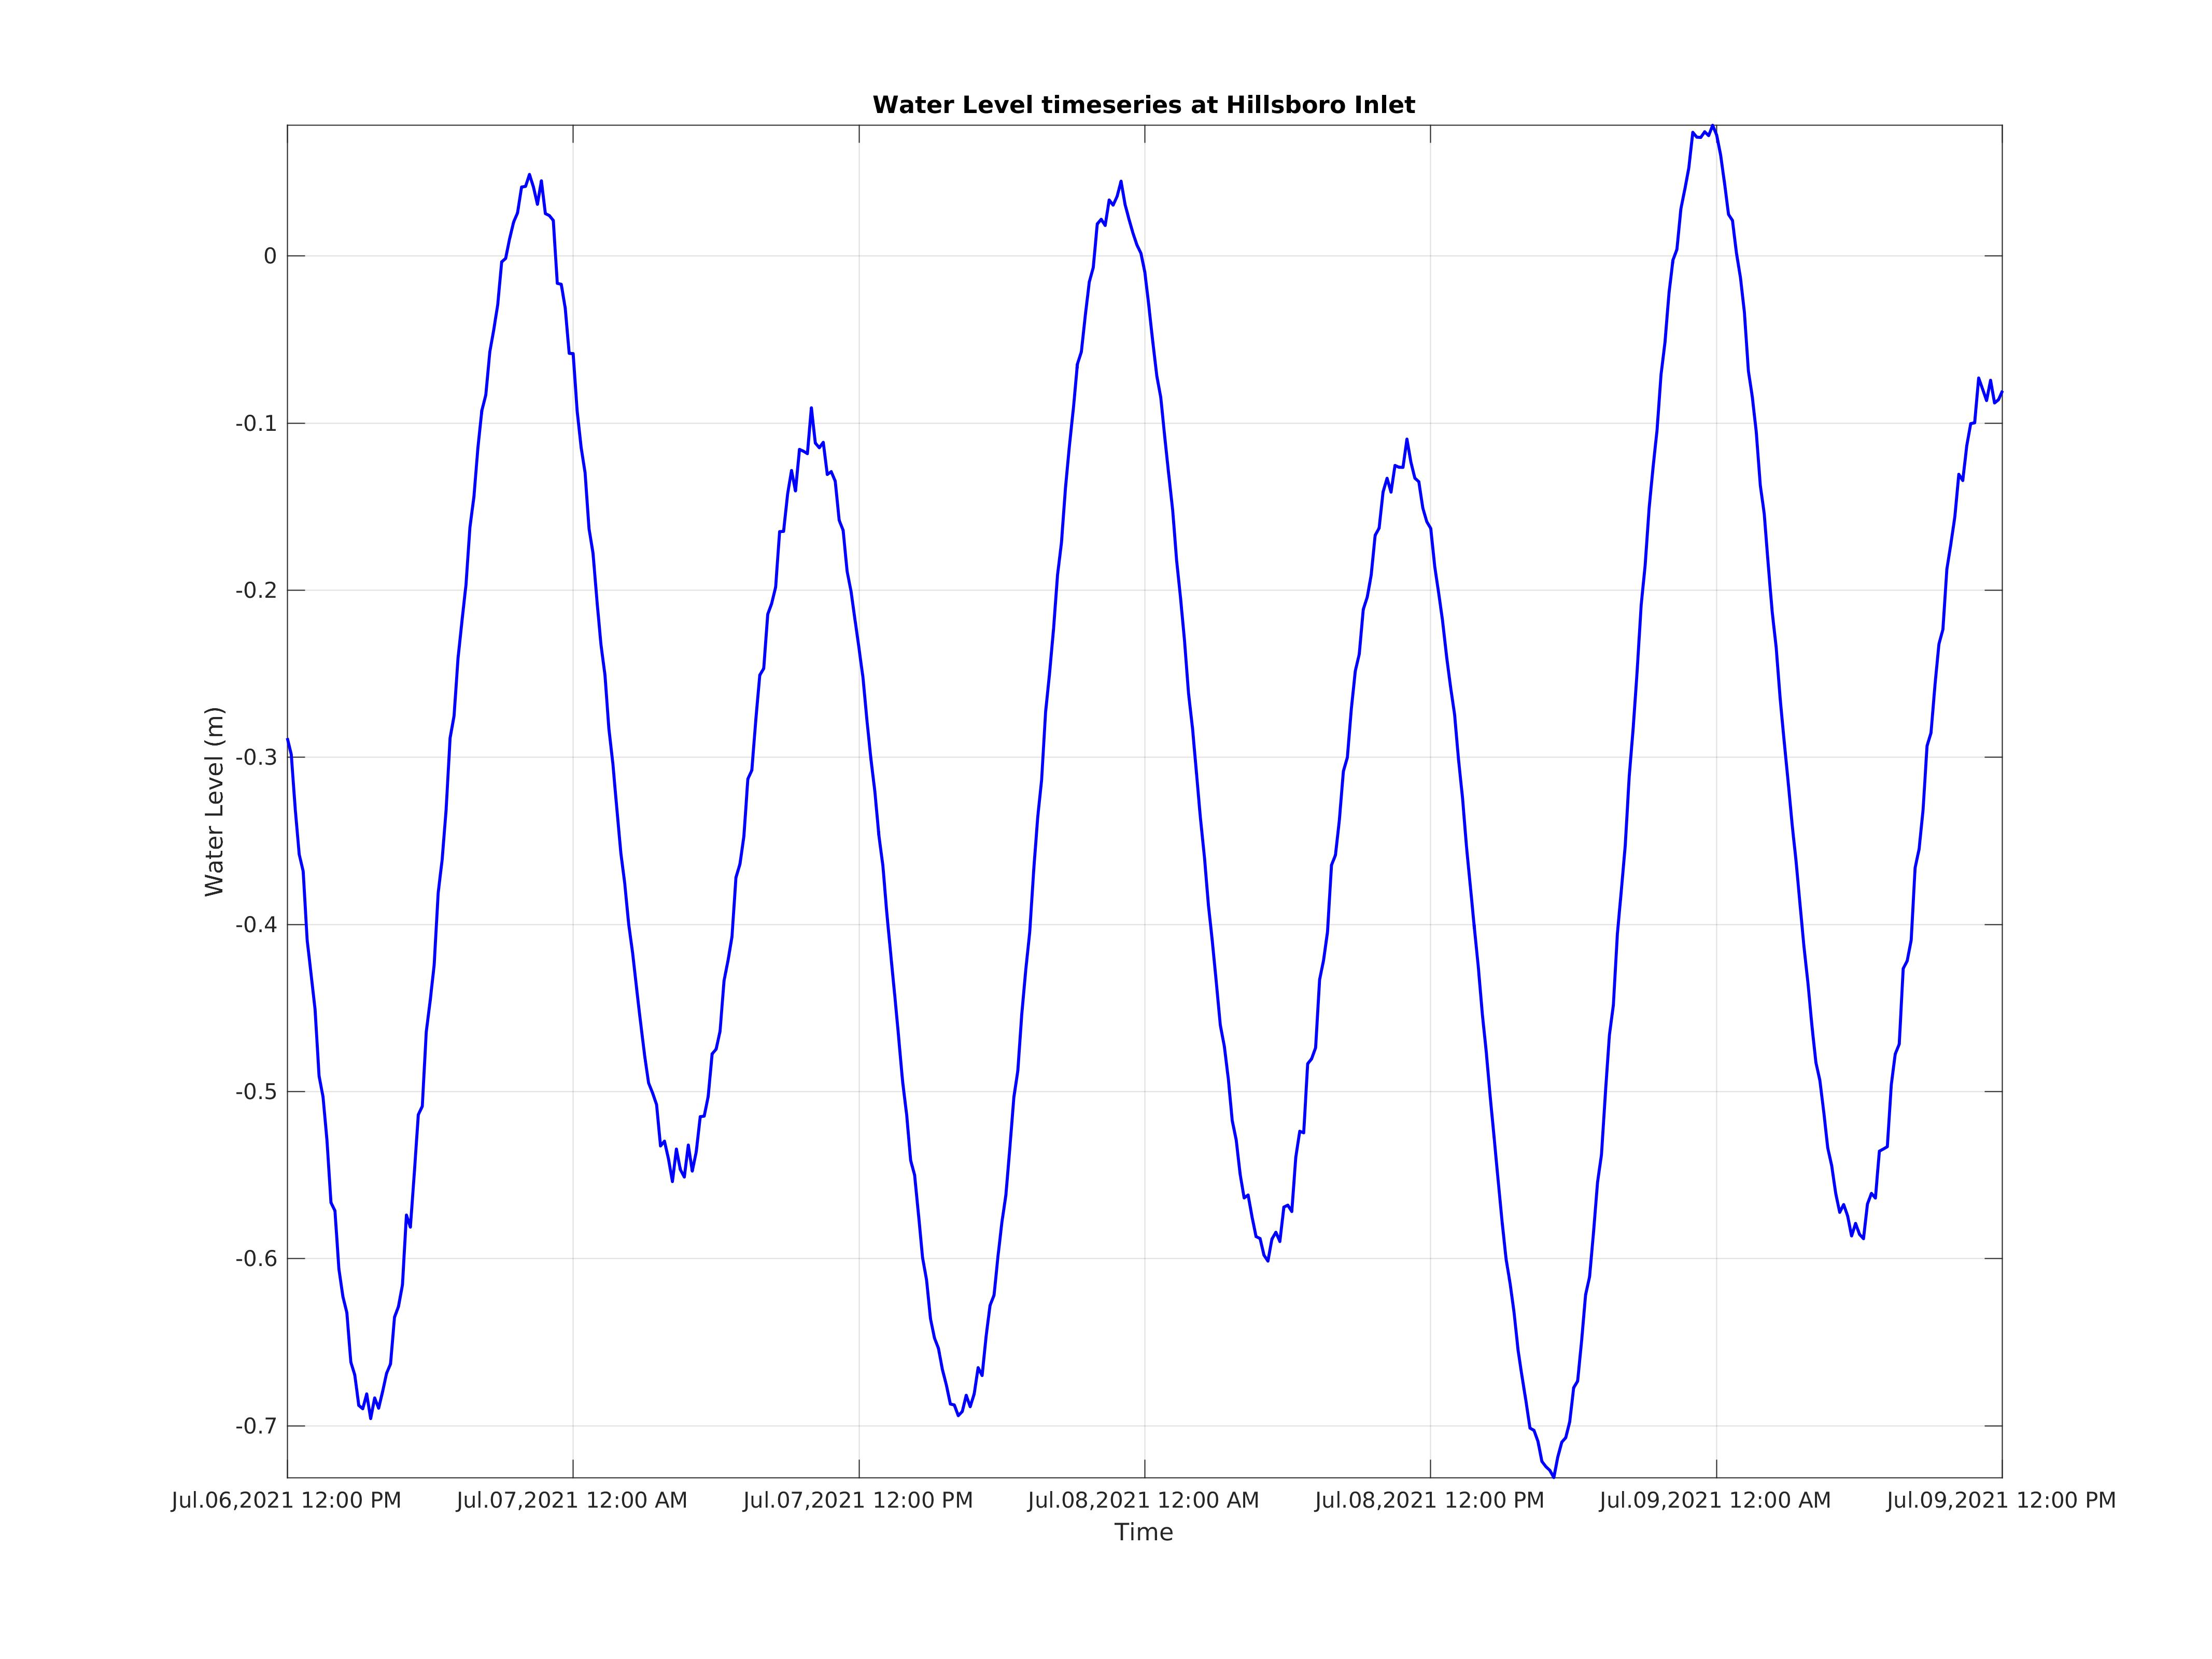 Water Level timeseries at Hillsboro Inlet
0
-0.1
-0.2
-0.3
-0.4
-0.5
-0.6
-0.7
Water Level (m)
Jul.06,2021 12:00 PM Jul.07,2021 12:00 AM Jul.07,2021 12:00 PM Jul.08,2021 12:00 AM Jul.08,2021 12:00 PM Jul.09,2021 12:00 AM Jul.09,2021 12:00 PM
Time